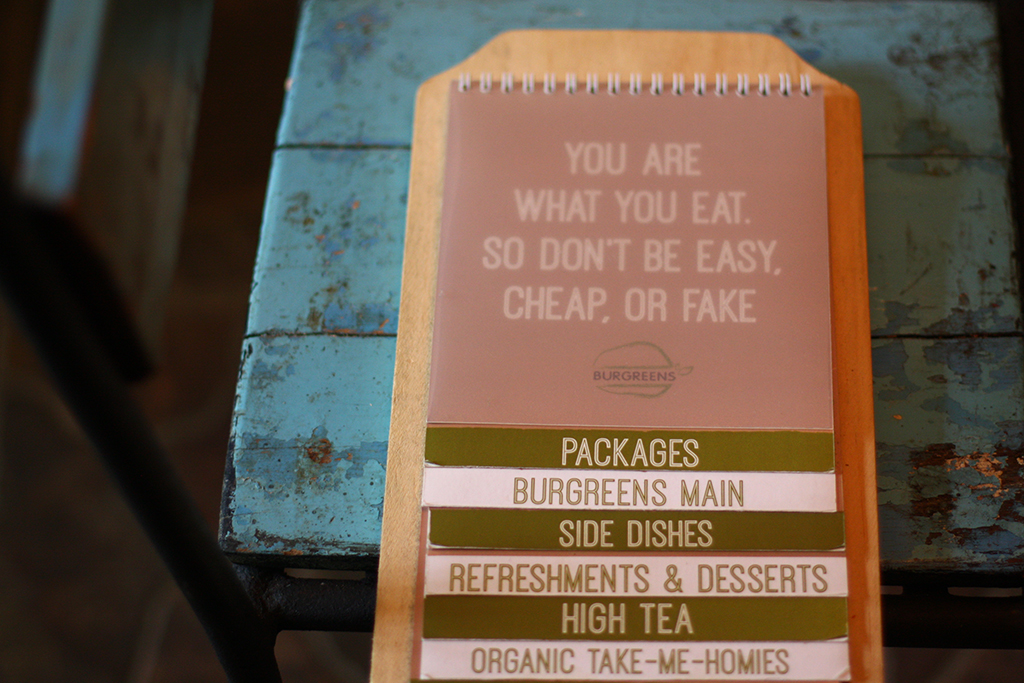 YOU ARE
WHAT YOU EAT.
SO DON'T BE EASY,
CHEAP, OR FAKE
BURGREENS
PACKAGES
BURGREENS MAIN
SIDE DISHES
REFRESHMENTS & DESSERTS
HIGH TEA
ORGANIC TAKE-ME-HOMIES